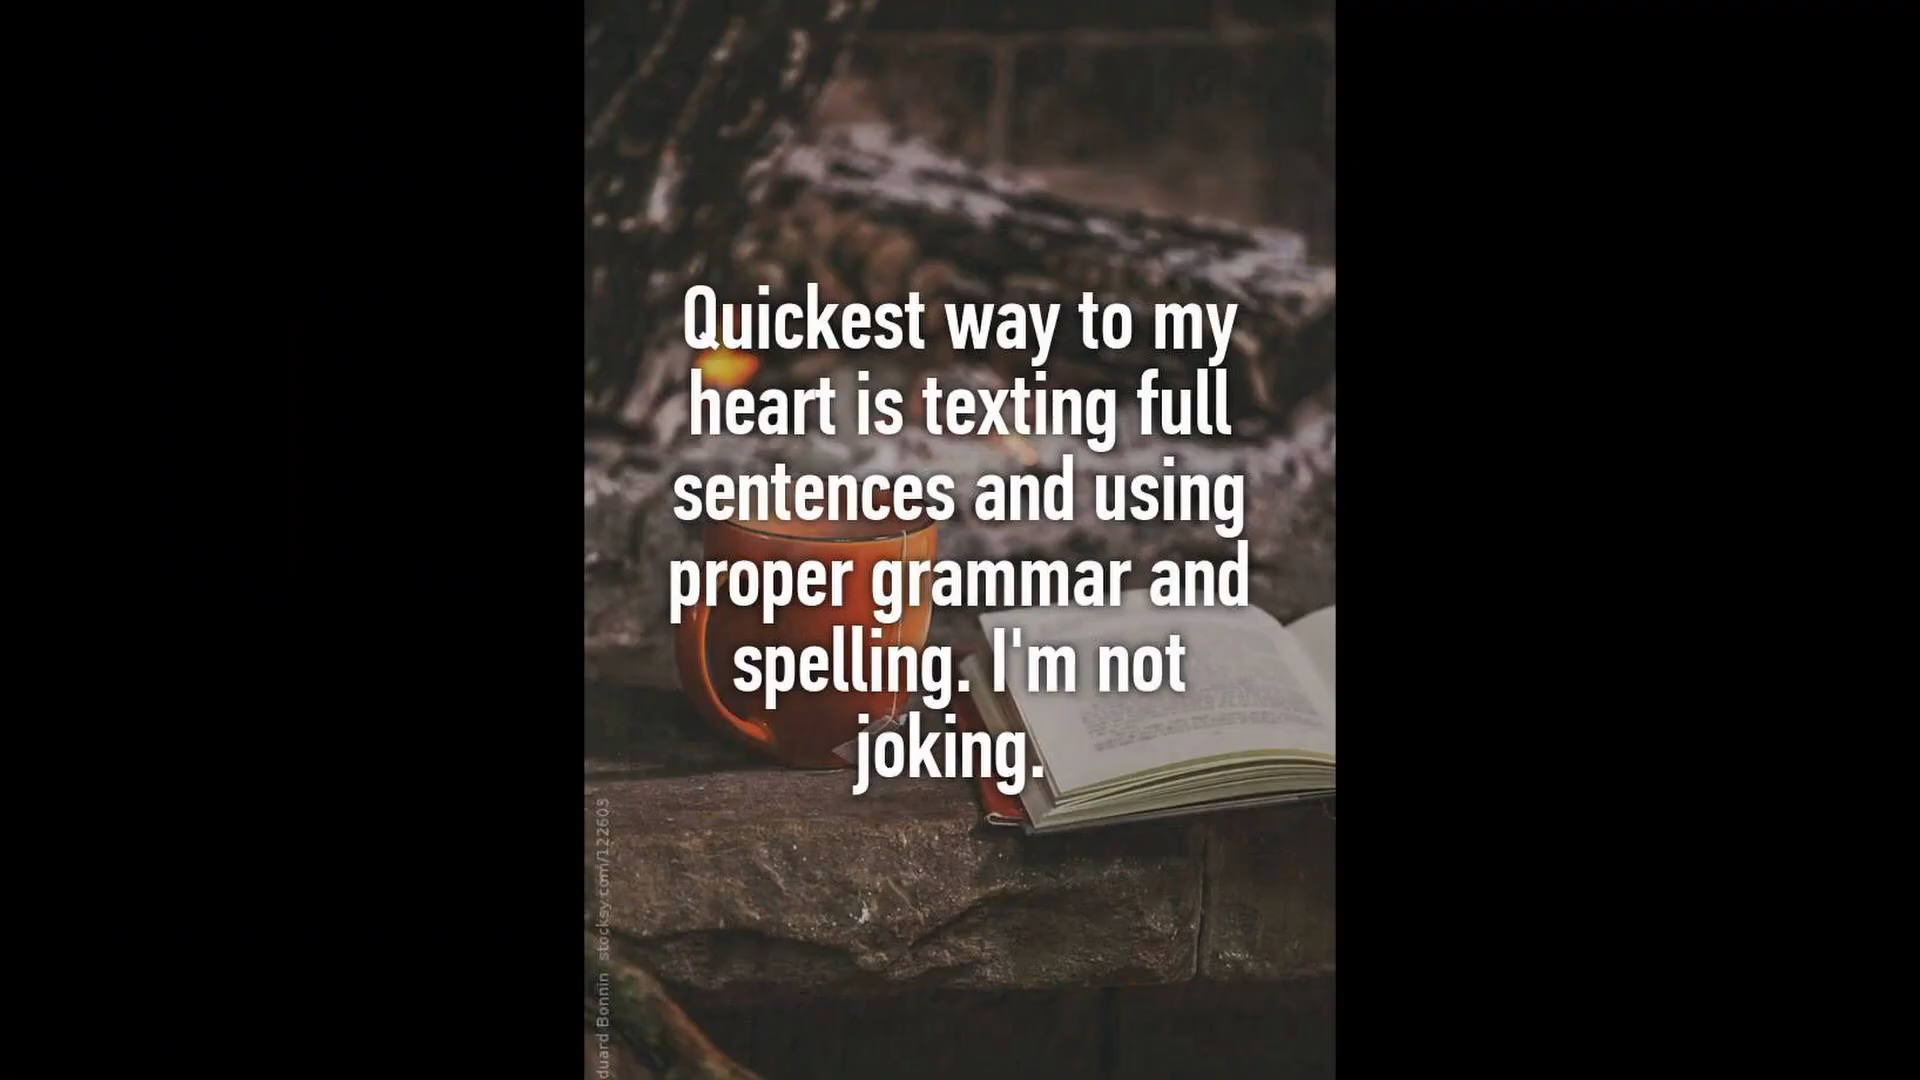 Quickest way to my
heart is texting full
sentences and using
proper grammar and
spelling. I'm not
joking.
duard Bonnin stocksy.com/122603